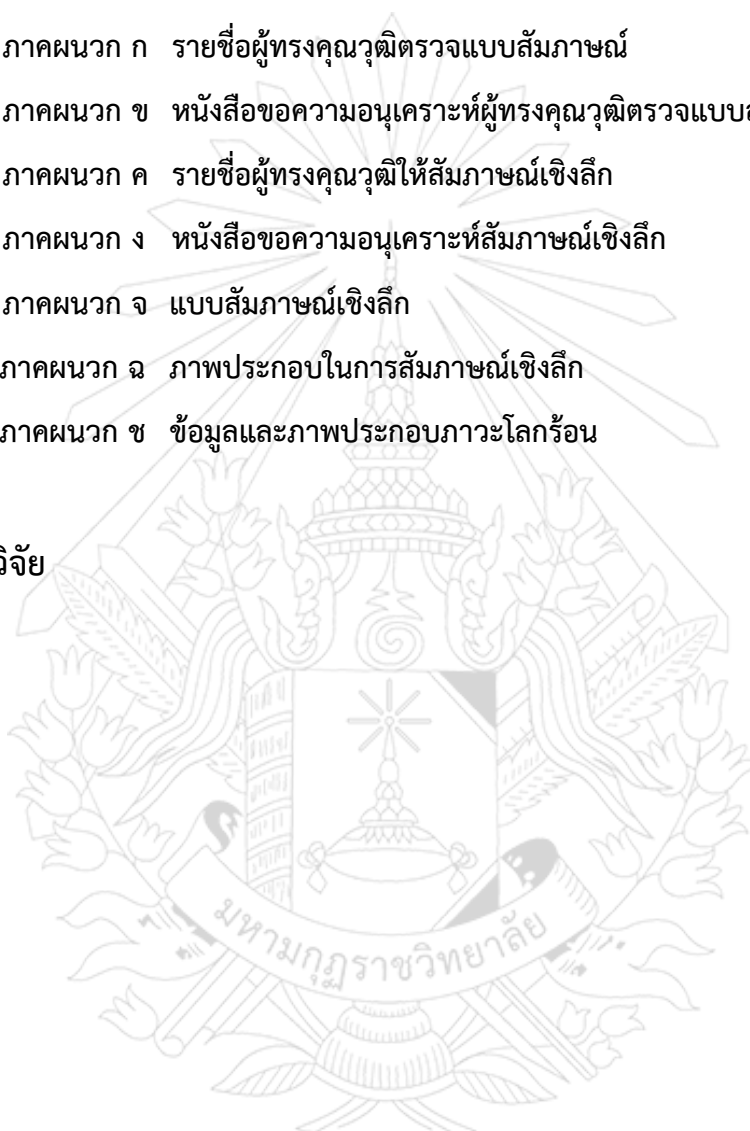 ภาคผนวก ก รายชื่อผู้ทรงคุณวุฒิตรวจแบบสัมภาษณ์
ภาคผนวก ข หนังสือขอความอนุเคราะห์ผู้ทรงคุณวุฒิตรวจแบบ
ภาคผนวก ค รายชื่อผู้ทรงคุณวุฒิให้สัมภาษณ์เชิงลึก
ภาคผนวก ง หนังสือขอความอนุเคราะห์สัมภาษณ์เชิงลึก
ภาคผนวก จ แบบสัมภาษณ์เชิงลึก
ภาคผนวก ฉ ภาพประกอบในการสัมภาษณ์เชิงลึก
ภาคผนวก ช ข้อมูลและภาพประกอบภาวะโลกร้อน
วิจัย
มหามกุฏราชวิทยาลัย